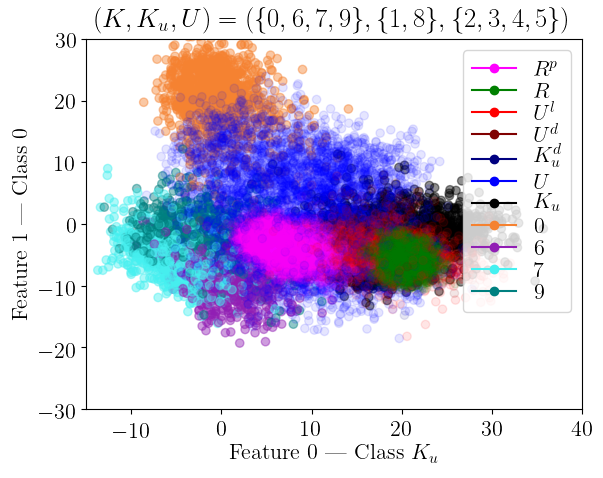 (K, K_u, U) = ({0, 6, 7, 9}, {1, 8}, {2, 3, 4, 5})
30
20
10
0
−10
−20
−30
Feature 1 — Class 0
R^p
R
U^l
U^d
K_u^d
U
K_u
0
6
7
9
−10
0
10
20
30
40
Feature 0 — Class K_u